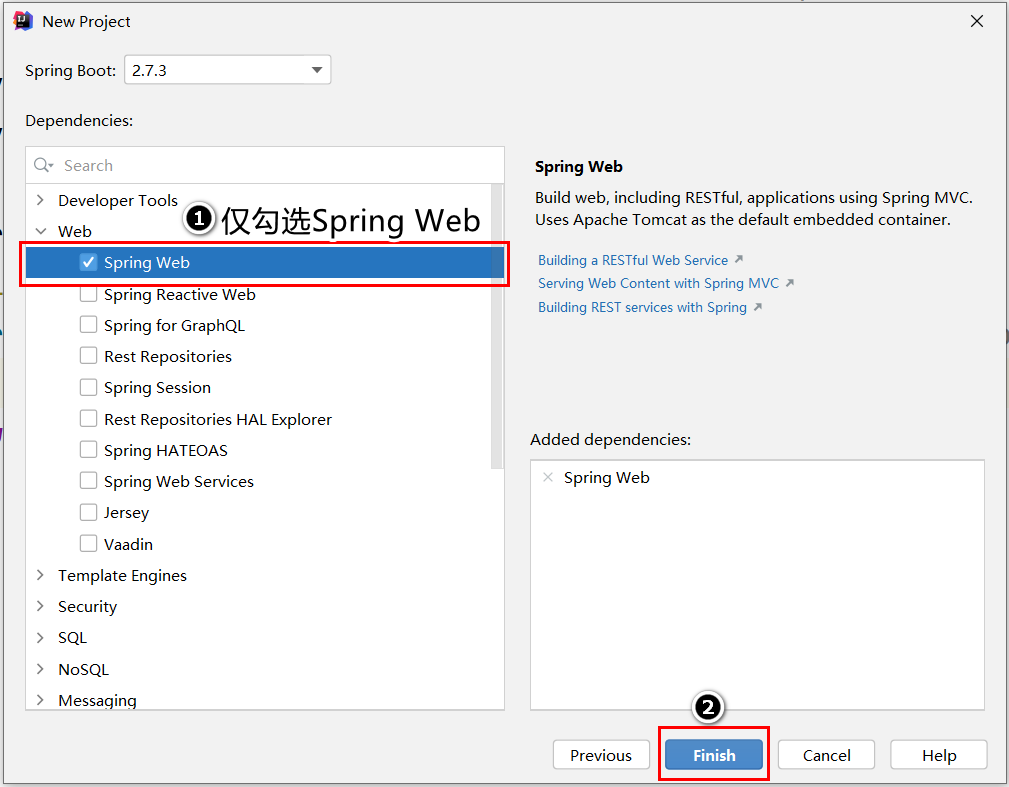 New Project
Spring Boot: 2.7.3
Dependencies:
Search
Developer Tools
❶ 仅勾选Spring Web
Web
Spring Web
Spring Reactive Web
Spring for GraphQL
Rest Repositories
Spring Session
Rest Repositories HAL Explorer
Spring HATEOAS
Spring Web Services
Jersey
Vaadin
Template Engines
Security
SQL
NoSQL
Messaging
Spring Web
Build web, including RESTful, applications using Spring MVC.
Uses Apache Tomcat as the default embedded container.
Building a RESTful Web Service
Serving Web Content with Spring MVC
Building REST services with Spring
Added dependencies:
Spring Web
❷
Previous Finish Cancel Help